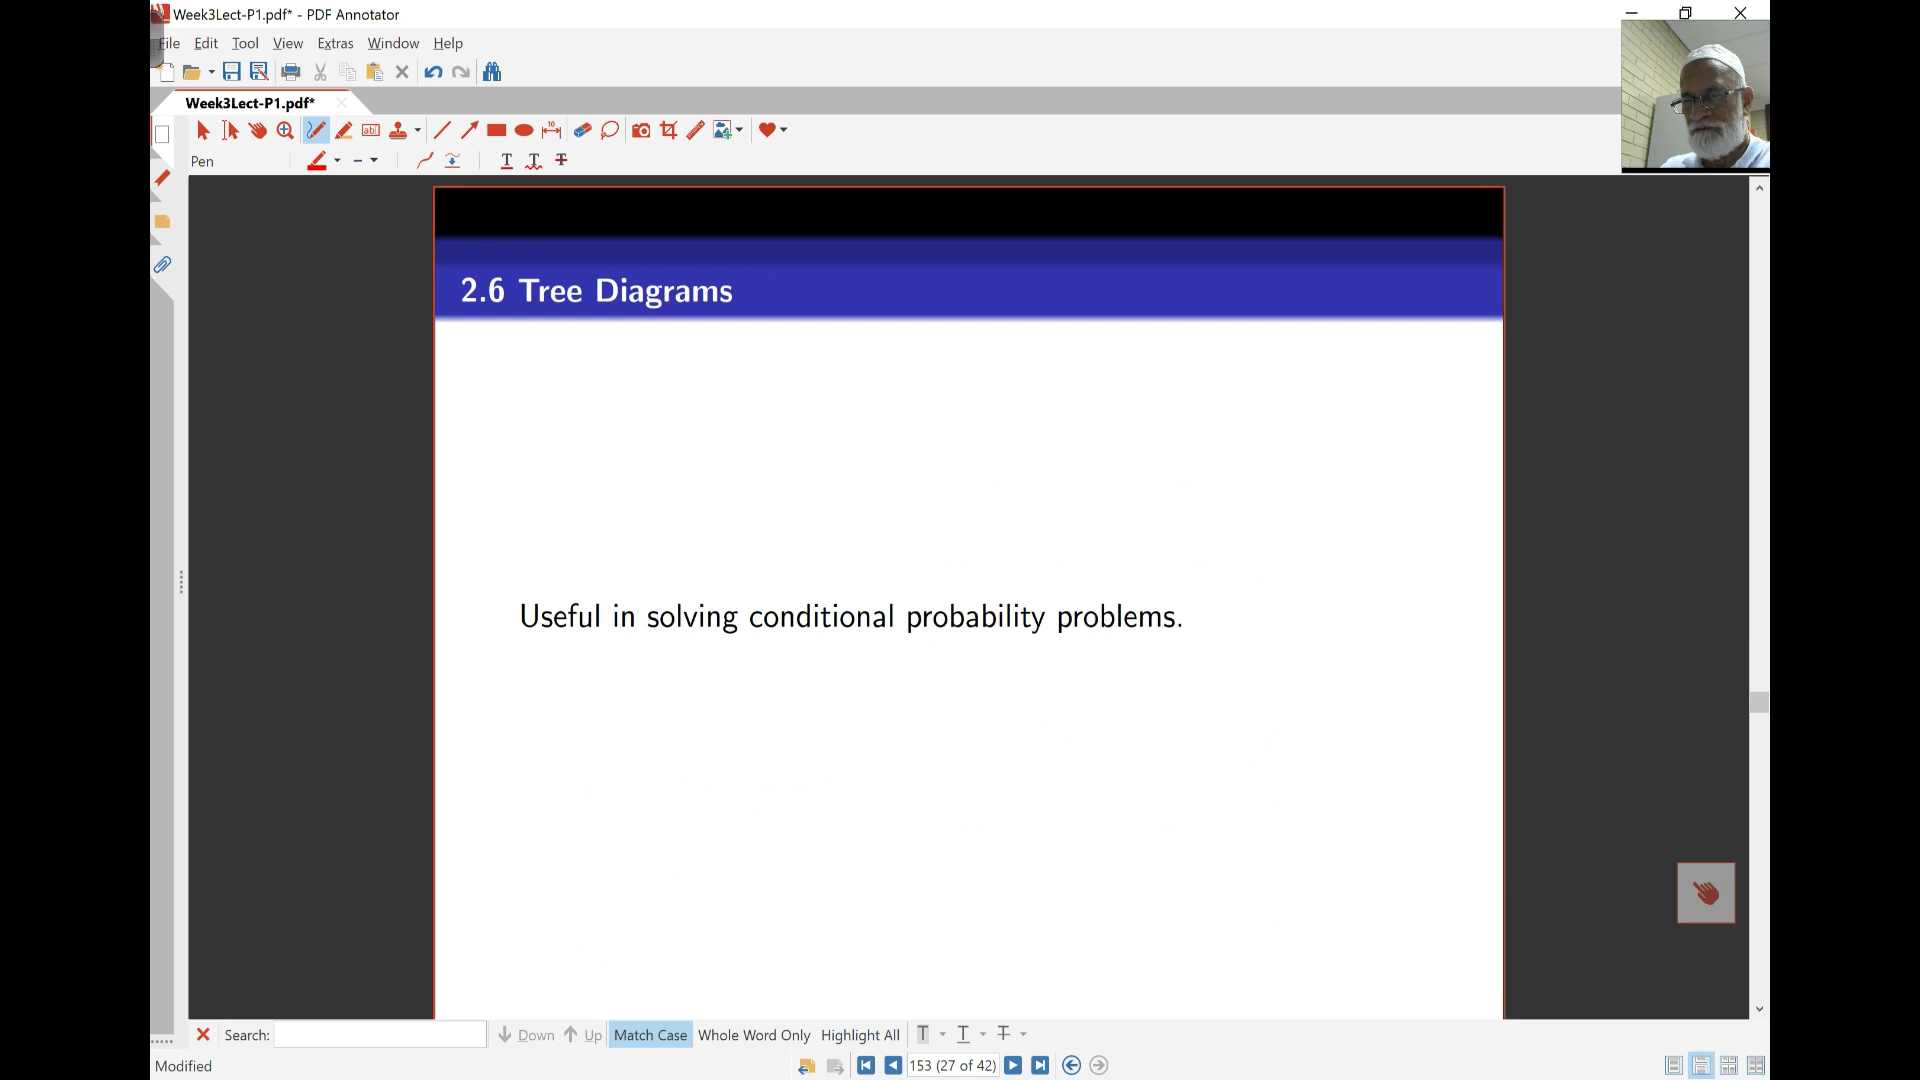 Week3Lect-P1.pdf* - PDF Annotator
File Edit Tool View Extras Window Help
Week3Lect-P1.pdf*
Pen
2.6 Tree Diagrams
Useful in solving conditional probability problems.
Search: Down Up Match Case Whole Word Only Highlight All
Modified
153 (27 of 42)